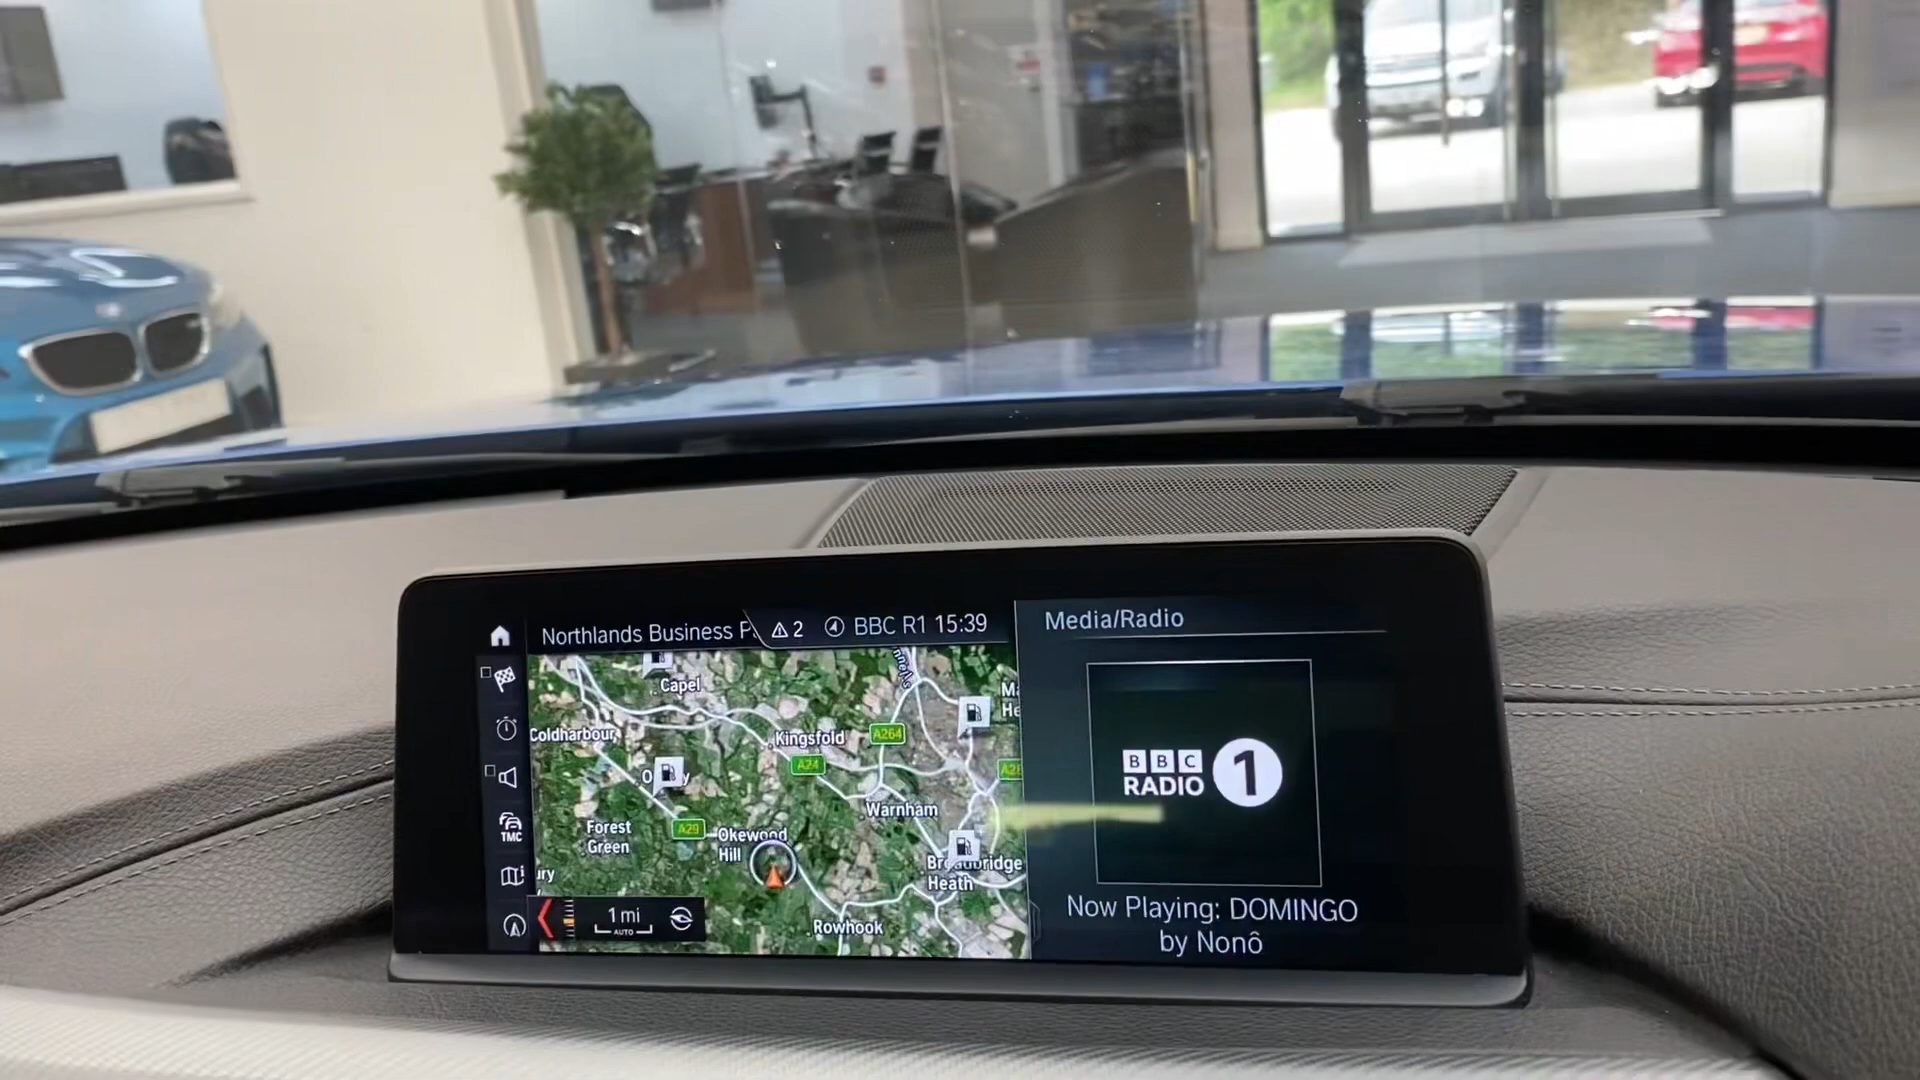 Northlands Business P
2
BBC R1 15:39
Media/Radio
TMC
Capel
Coldharbour
Kingsfold
A264
A24
Warnham
Forest
Green
A29
Okewood
Hill
Heath
Rowhook
1 mi
AUTO
BBC
RADIO 1
Now Playing: DOMINGO
by Nonô